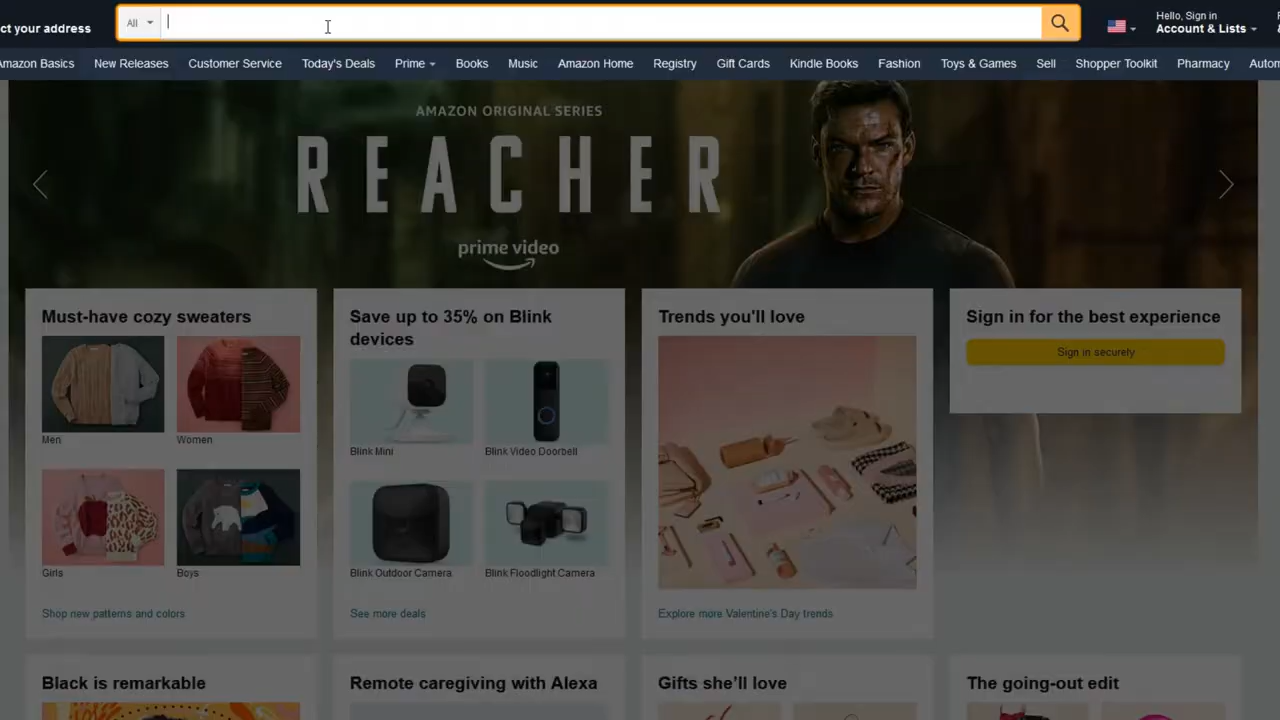 ct your address
All
Hello, Sign in
Account & Lists
Amazon Basics
New Releases
Customer Service
Today's Deals
Prime
Books
Music
Amazon Home
Registry
Gift Cards
Kindle Books
Fashion
Toys & Games
Sell
Shopper Toolkit
Pharmacy
Autom
AMAZON ORIGINAL SERIES
REACHER
prime video
Must-have cozy sweaters
Men
Women
Girls
Boys
Shop new patterns and colors
Save up to 35% on Blink
devices
Blink Mini
Blink Video Doorbell
Blink Outdoor Camera
Blink Floodlight Camera
See more deals
Trends you'll love
Explore more Valentine's Day trends
Sign in for the best experience
Sign in securely
Black is remarkable
Remote caregiving with Alexa
Gifts she'll love
The going-out edit